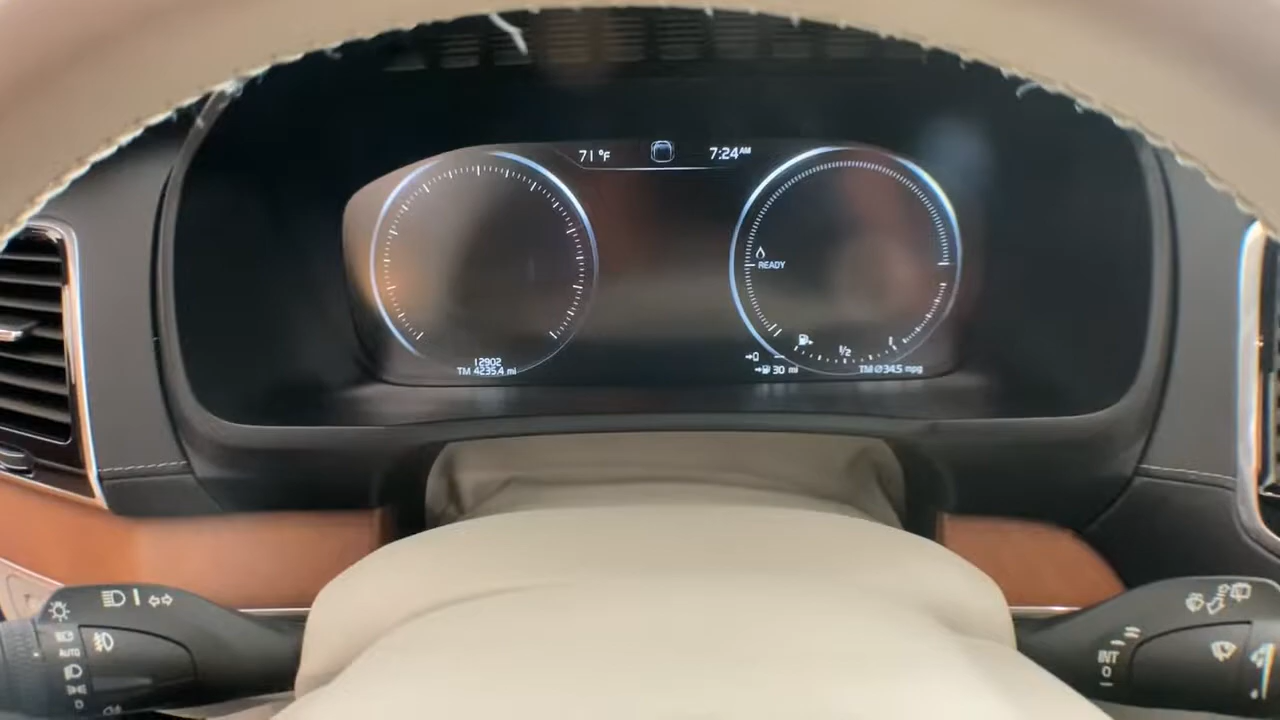 71 °F
7:24 AM
READY
12902
TM 4235.4 mi
1/2
30 mi
TM Ø34.5 mpg
AUTO
INT
O